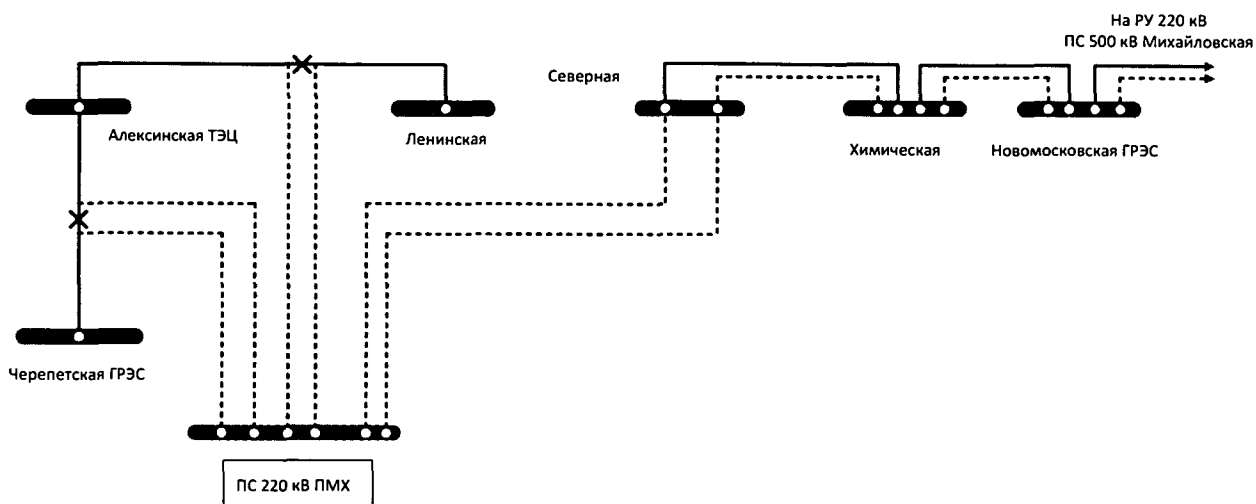 На РУ 220 кВ
ПС 500 кВ Михайловская
Северная
Алексинская ТЭЦ
Ленинская
Химическая
Новомосковская ГРЭС
Черепетская ГРЭС
ПС 220 кВ ПМХ